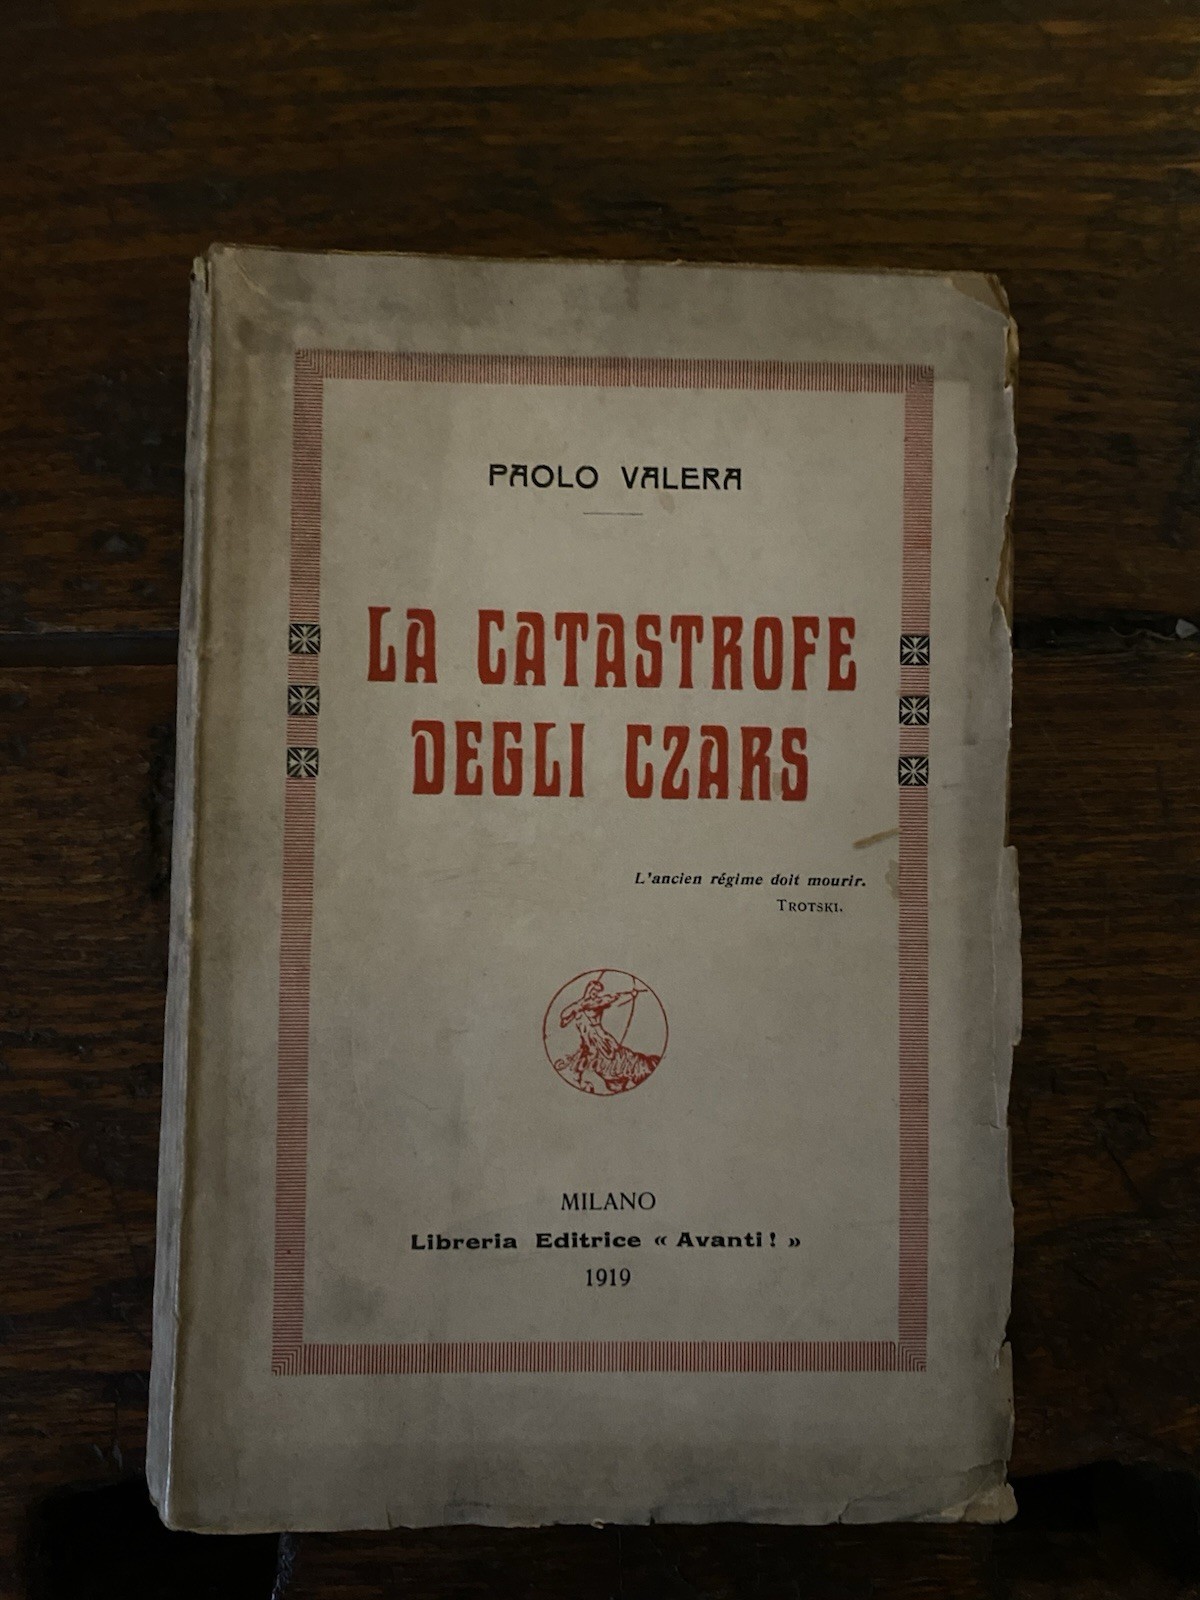 PAOLO VALERA
LA CATASTROFE
DEGLI CZARS
L'ancien régime doit mourir.
TROTSKI.
MILANO
Libreria Editrice « Avanti! »
1919